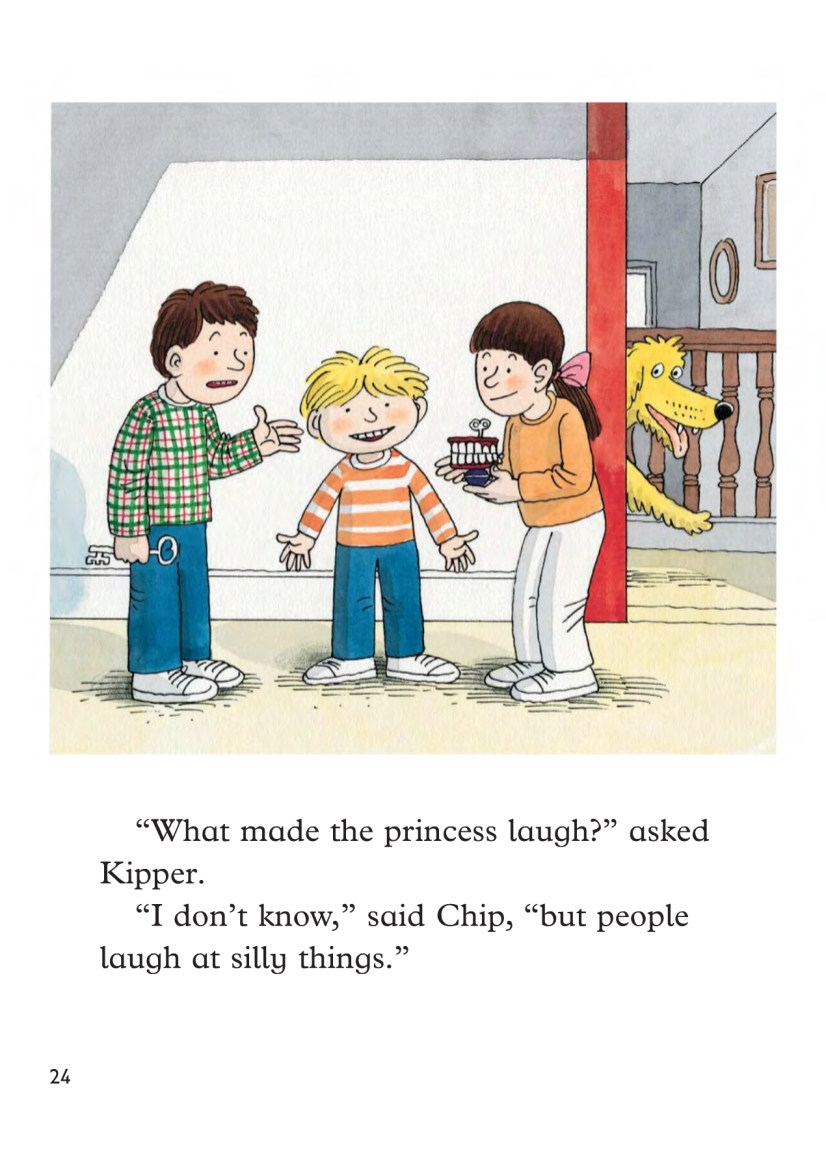 “What made the princess laugh?” asked
Kipper.
“I don’t know,” said Chip, “but people
laugh at silly things.”
24